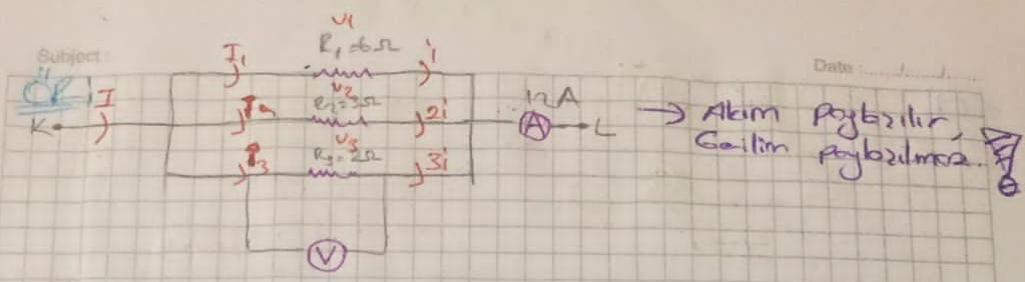 Subject:
Date :....../....../......
ÖR
I
K
I₁
V₁
R₁=6Ω
i
I₂
V₂
R₂=3Ω
2i
I₃
V₃
R₃=2Ω
3i
V
12A
A
L
→ Akım paylaşılır,
Gerilim paylaşılmaz.